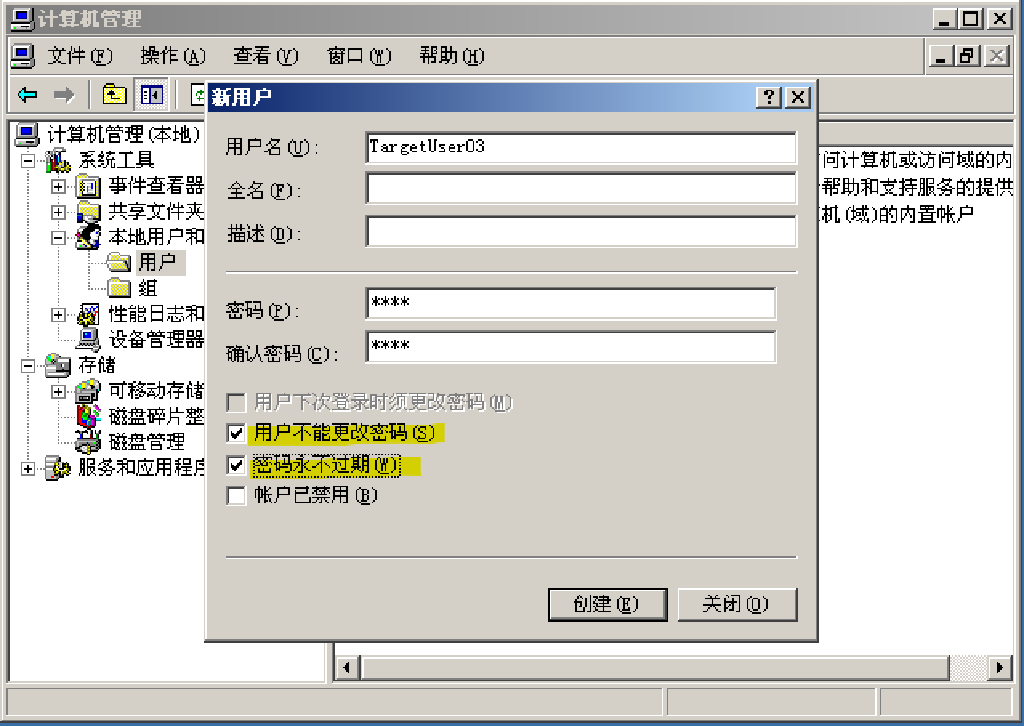 计算机管理
文件(F) 操作(A) 查看(V) 窗口(W) 帮助(H)
新用户
计算机管理(本地)
系统工具
事件查看器
共享文件夹
本地用户和
用户
组
性能日志和
设备管理器
存储
可移动存储
磁盘碎片整
磁盘管理
服务和应用程序
用户名(U):
TargetUser03
全名(F):
描述(D):
密码(P):
****
确认密码(C):
****
用户下次登录时须更改密码(M)
用户不能更改密码(S)
密码永不过期(W)
帐户已禁用(B)
创建(E) 关闭(O)
问计算机或访问域的内
帮助和支持服务的提供
机(域)的内置帐户